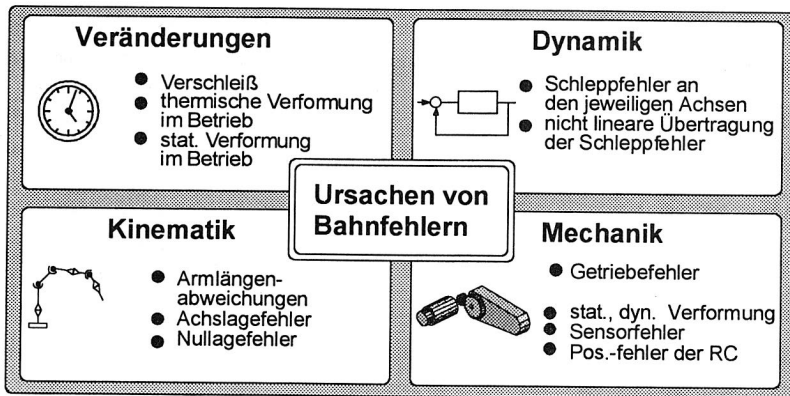 Veränderungen
● Verschleiß
● thermische Verformung
im Betrieb
● stat. Verformung
im Betrieb
Dynamik
● Schleppfehler an
den jeweiligen Achsen
● nicht lineare Übertragung
der Schleppfehler
Ursachen von
Bahnfehlern
Kinematik
● Armlängen-
abweichungen
● Achslagefehler
● Nullagefehler
Mechanik
● Getriebefehler
● stat., dyn. Verformung
● Sensorfehler
● Pos.-fehler der RC